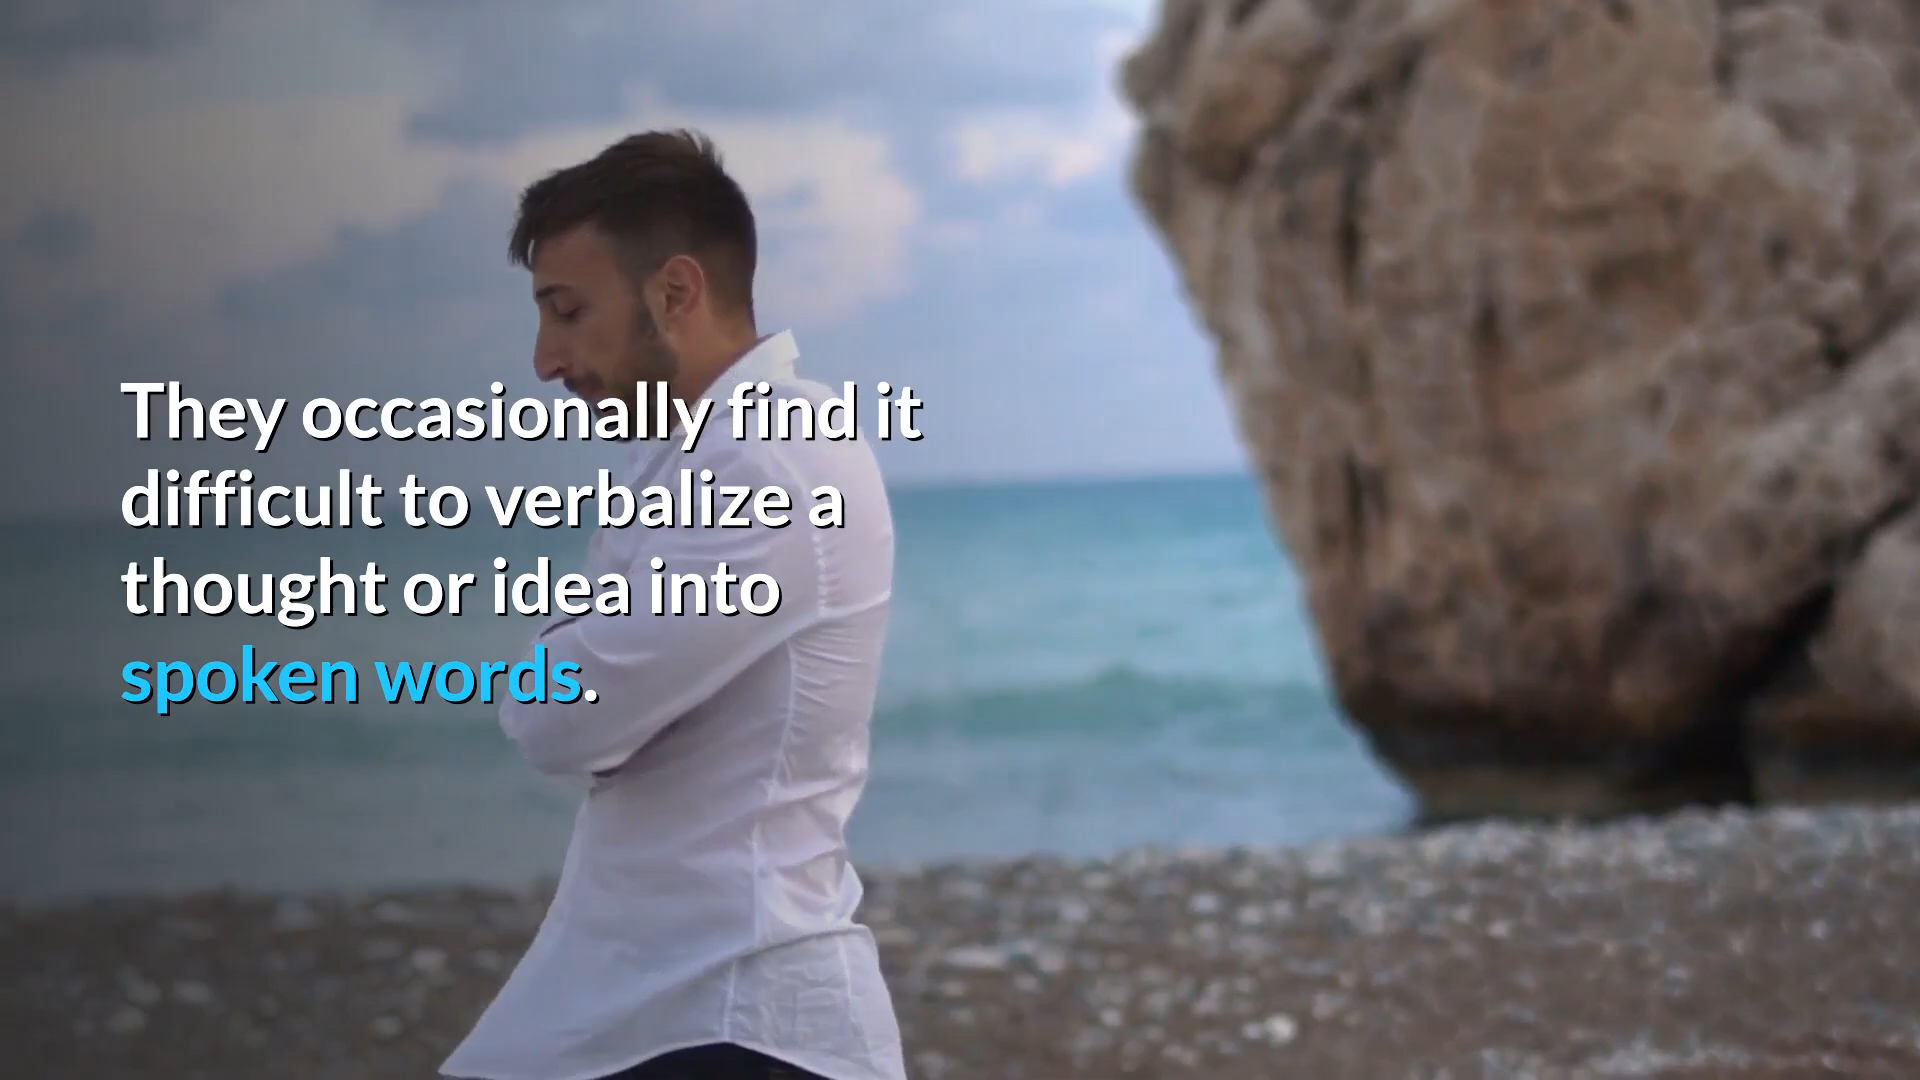 They occasionally find it
difficult to verbalize a
thought or idea into
spoken words.